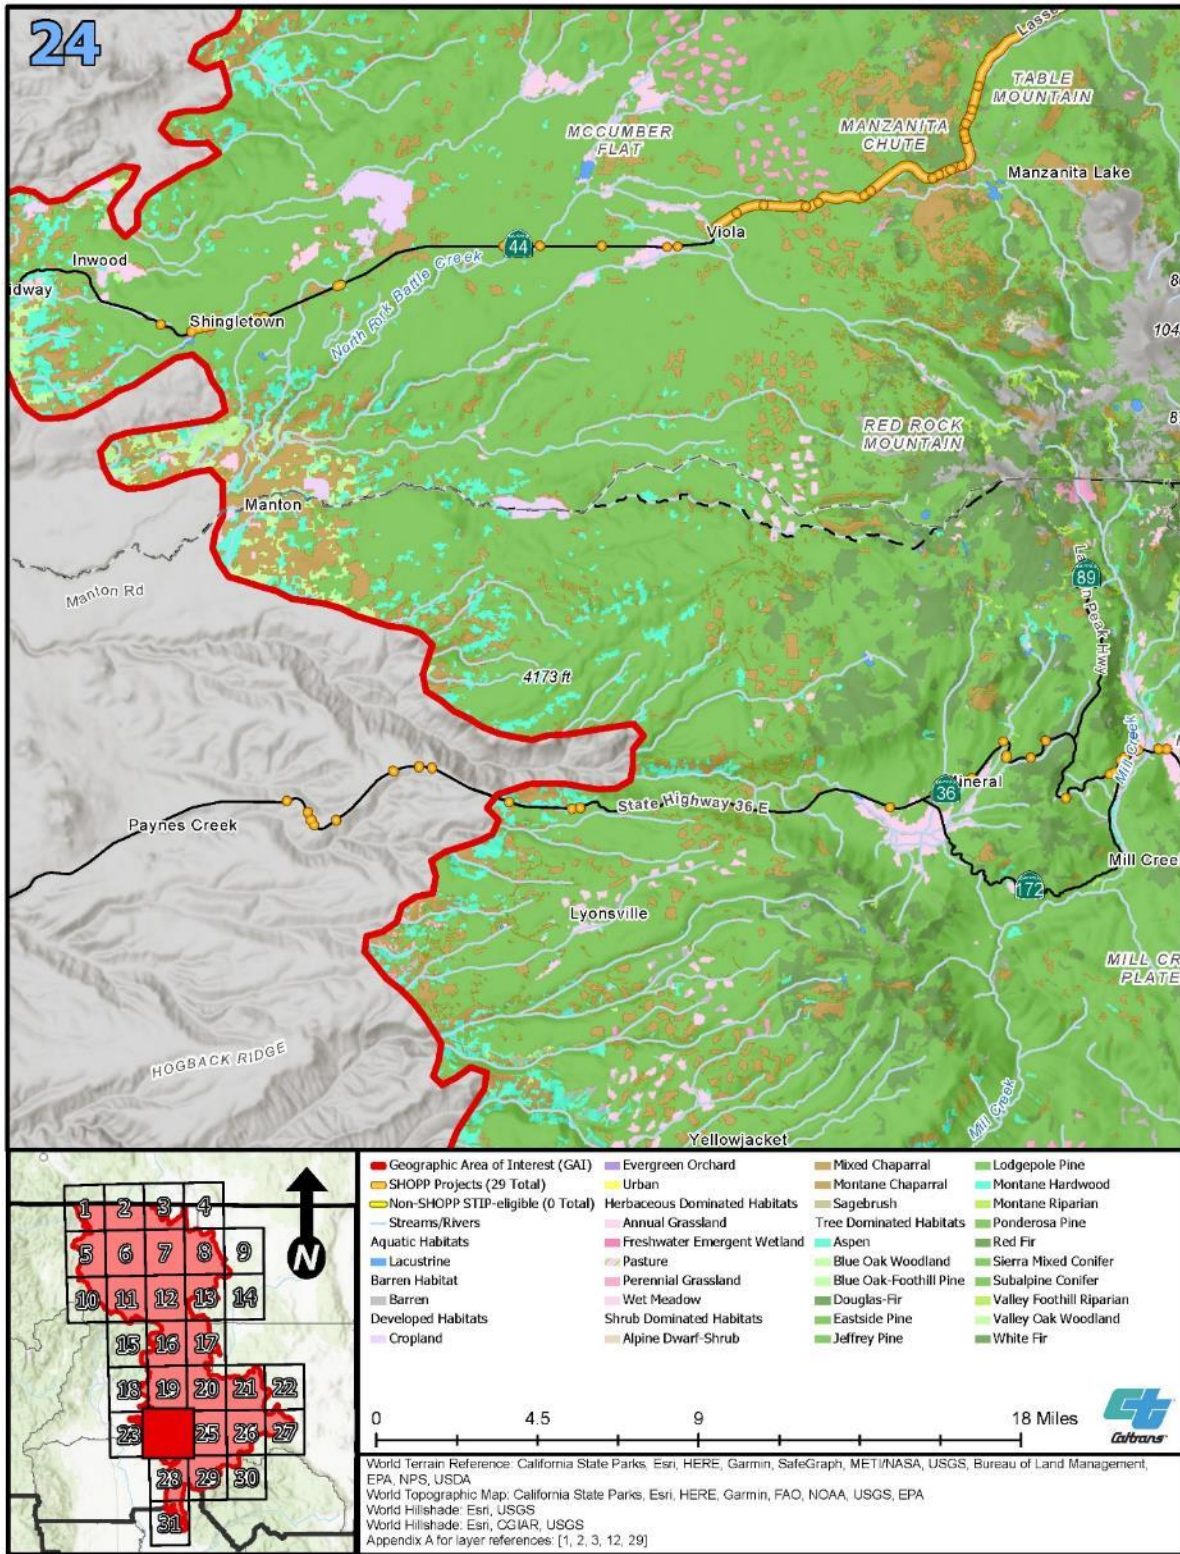 24
Lasse
TABLE
MOUNTAIN
MCCUMBER
FLAT
MANZANITA
CHUTE
Manzanita Lake
Viola
44
Inwood
idway
Shingletown
North Fork Battle Creek
80
104
RED ROCK
MOUNTAIN
87
Manton
Manton Rd
89
Peak Hwy
4173 ft
Mill Creek
36
Mineral
State Highway 36 E
Paynes Creek
Mill Creek
172
Lyonsville
MILL CR
PLATE
HOGBACK RIDGE
Mill Creek
Yellowjacket
1 2 3 4
5 6 7 8 9
10 11 12 13 14
15 16 17
18 19 20 21 22
23 25 26 27
28 29 30
31
N
Geographic Area of Interest (GAI)
SHOPP Projects (29 Total)
Non-SHOPP STIP-eligible (0 Total)
Streams/Rivers
Aquatic Habitats
Lacustrine
Barren Habitat
Barren
Developed Habitats
Cropland
Evergreen Orchard
Urban
Herbaceous Dominated Habitats
Annual Grassland
Freshwater Emergent Wetland
Pasture
Perennial Grassland
Wet Meadow
Shrub Dominated Habitats
Alpine Dwarf-Shrub
Mixed Chaparral
Montane Chaparral
Sagebrush
Tree Dominated Habitats
Aspen
Blue Oak Woodland
Blue Oak-Foothill Pine
Douglas-Fir
Eastside Pine
Jeffrey Pine
Lodgepole Pine
Montane Hardwood
Montane Riparian
Ponderosa Pine
Red Fir
Sierra Mixed Conifer
Subalpine Conifer
Valley Foothill Riparian
Valley Oak Woodland
White Fir
0 4.5 9 18 Miles
Caltrans
World Terrain Reference: California State Parks, Esri, HERE, Garmin, SafeGraph, METI/NASA, USGS, Bureau of Land Management,
EPA, NPS, USDA
World Topographic Map: California State Parks, Esri, HERE, Garmin, FAO, NOAA, USGS, EPA
World Hillshade: Esri, USGS
World Hillshade: Esri, CGIAR, USGS
Appendix A for layer references: [1, 2, 3, 12, 29]